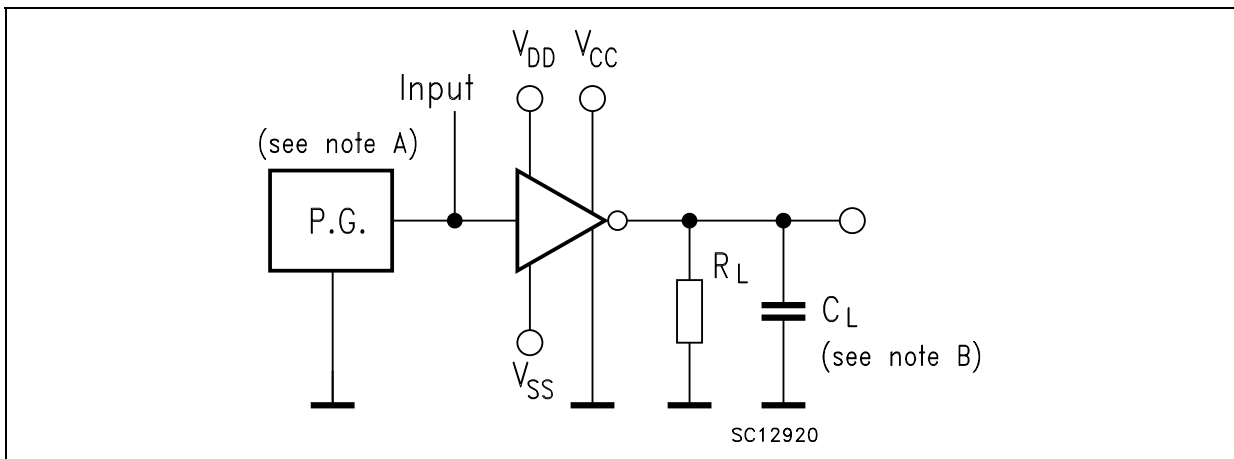 V_DD V_CC
Input
(see note A)
P.G.
R_L
C_L
(see note B)
V_SS
SC12920